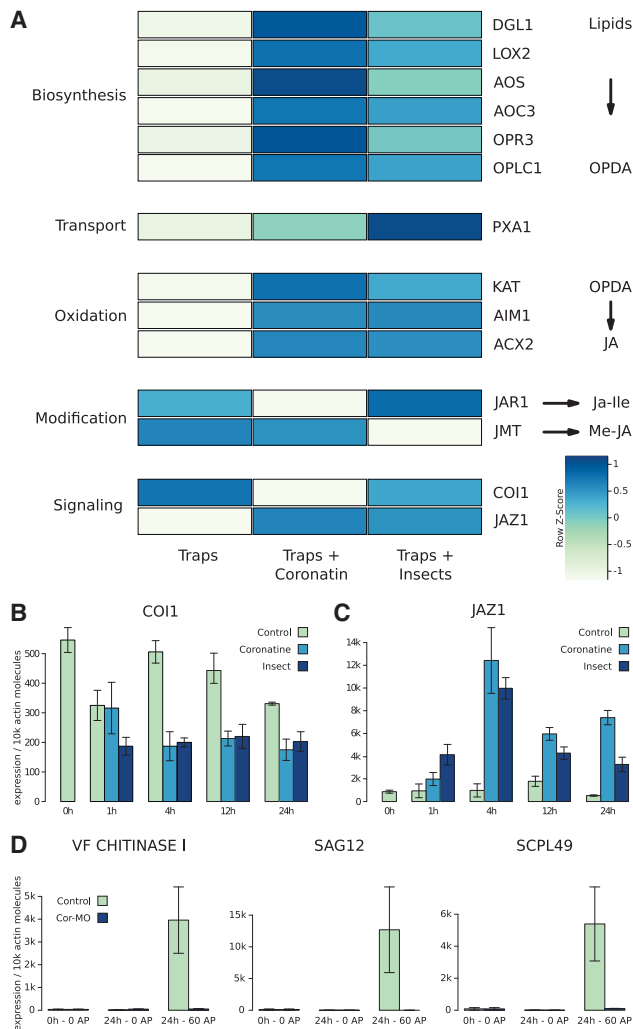 A
DGL1 Lipids
LOX2
Biosynthesis AOS
AOC3
OPR3
OPLC1 OPDA
Transport PXA1
KAT OPDA
Oxidation AIM1
ACX2 JA
JAR1 Ja-Ile
Modification
JMT Me-JA
COI1
Signaling
JAZ1
Traps Traps + Coronatin Traps + Insects
Row Z-Score
1
0.5
0
-0.5
-1
B COI1
Control
Coronatine
Insect
expression / 10k actin molecules
500
400
300
200
100
0
0h 1h 4h 12h 24h
C JAZ1
Control
Coronatine
Insect
14k
12k
10k
8k
6k
4k
2k
0
0h 1h 4h 12h 24h
D VF CHITINASE I SAG12 SCPL49
Control
Cor-MO
expression / 10k actin molecules
5k
4k
3k
2k
1k
0
0h - 0 AP 24h - 0 AP 24h - 60 AP
15k
10k
5k
0
0h - 0 AP 24h - 0 AP 24h - 60 AP
6k
4k
2k
0
0h - 0 AP 24h - 0 AP 24h - 60 AP